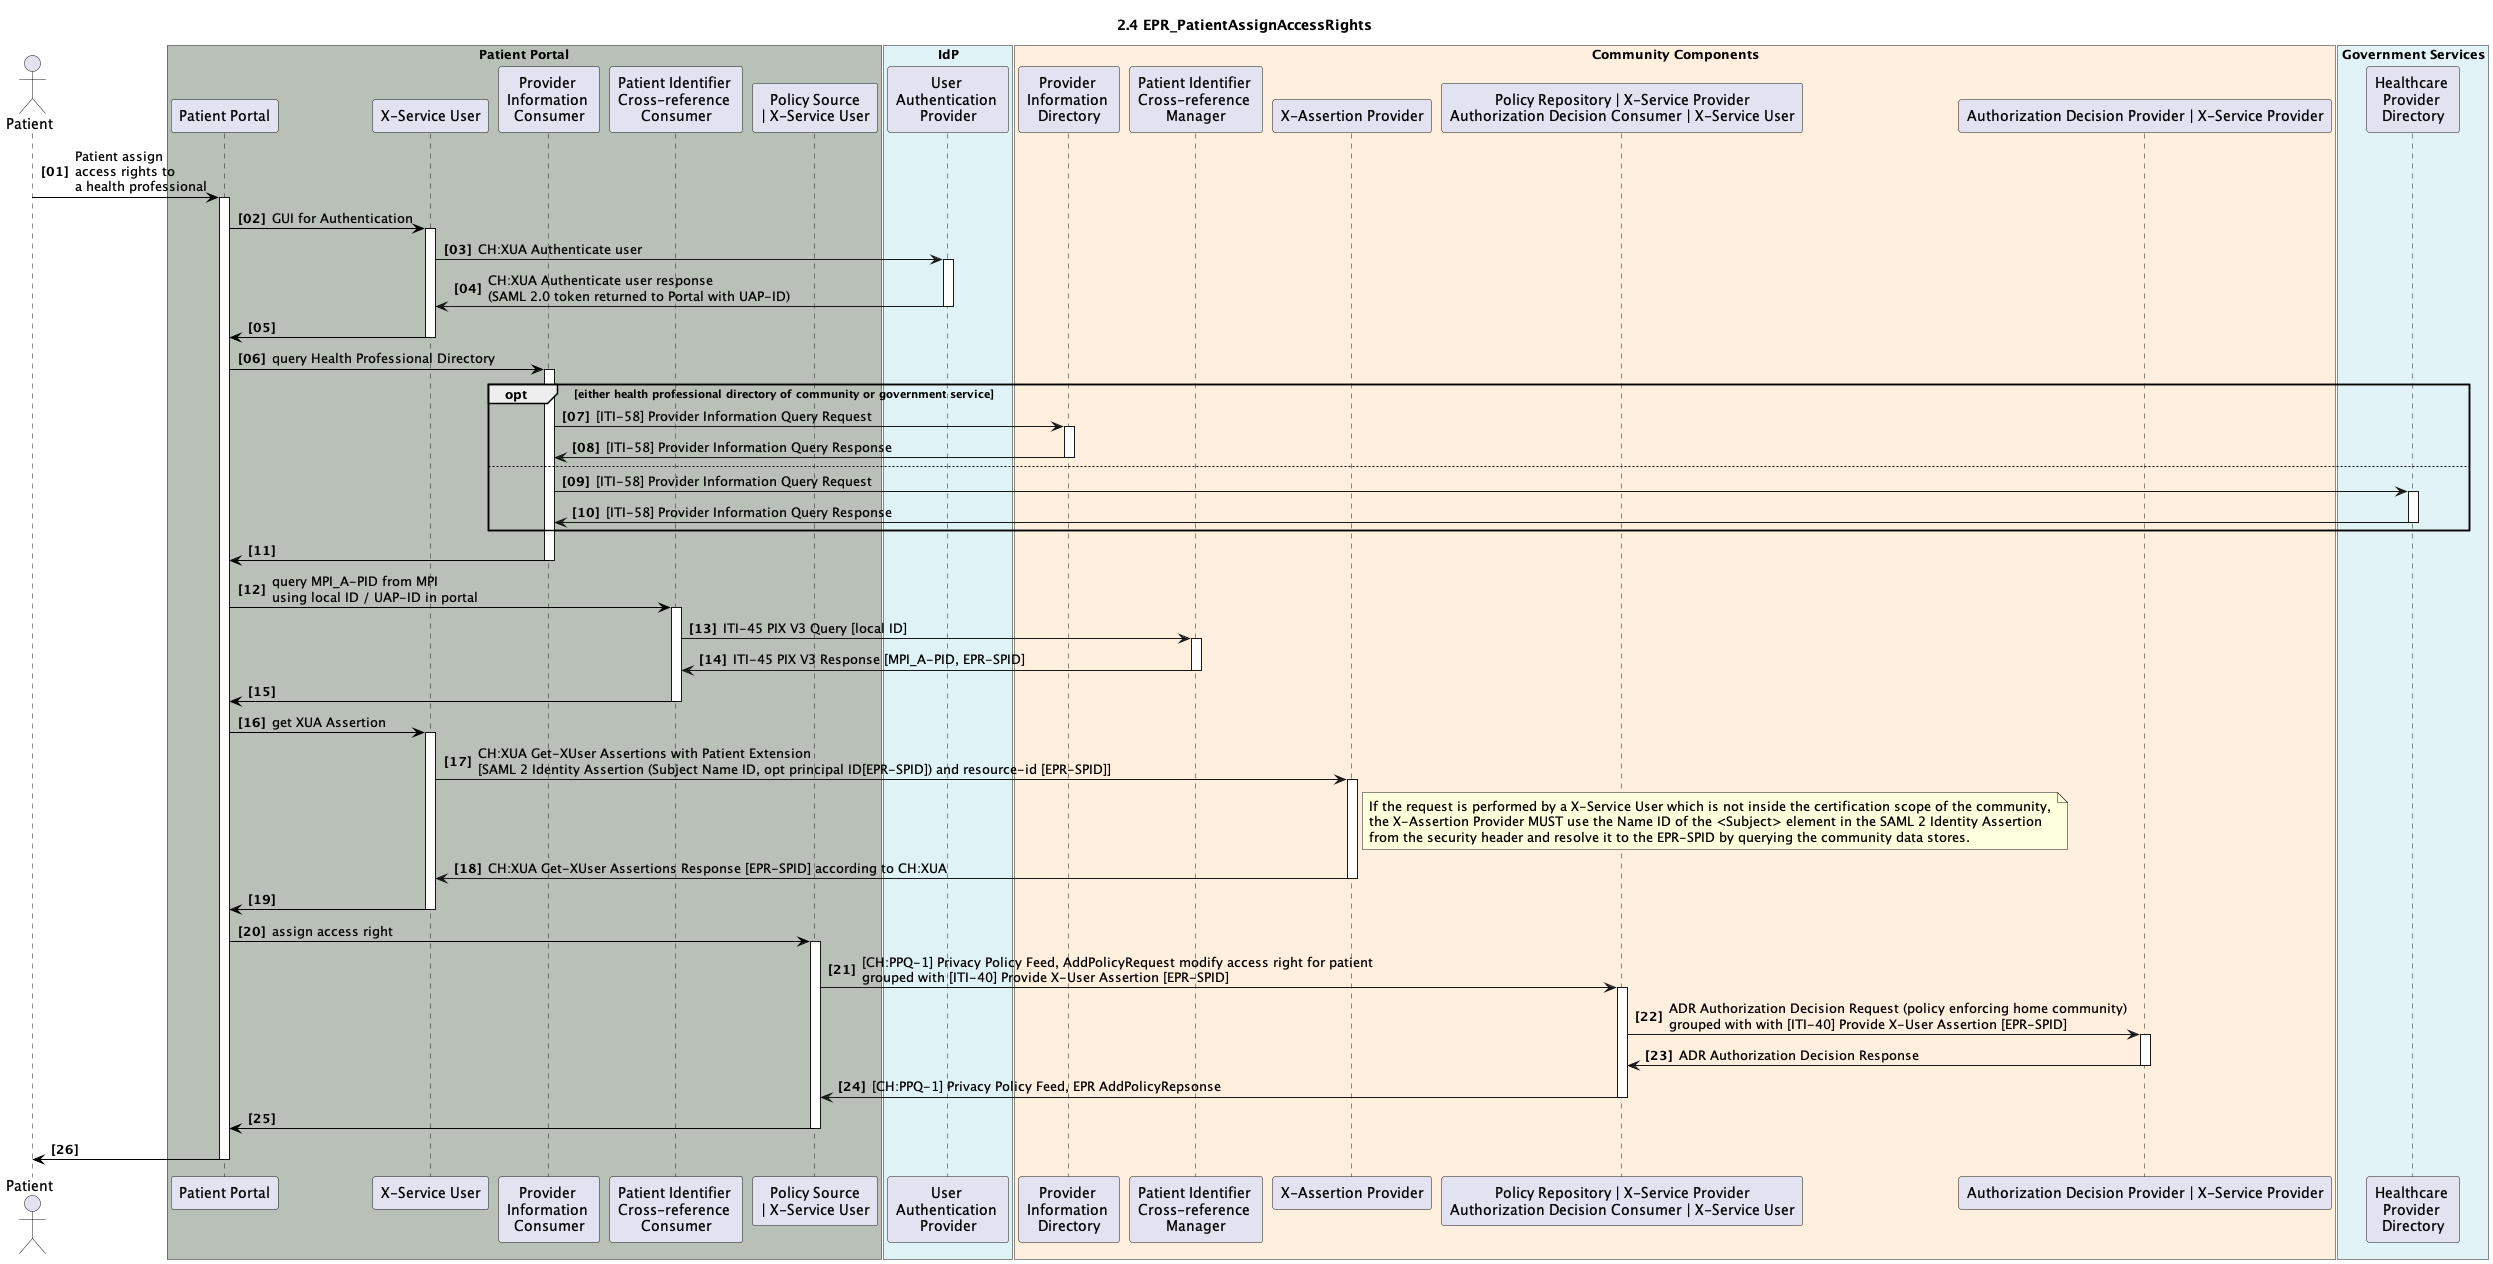 2.4 EPR_PatientAssignAccessRights
Patient Portal
IdP
Community Components
Government Services
Patient
Patient Portal
X-Service User
Provider
Information
Consumer
Patient Identifier
Cross-reference
Consumer
Policy Source
| X-Service User
User
Authentication
Provider
Provider
Information
Directory
Patient Identifier
Cross-reference
Manager
X-Assertion Provider
Policy Repository | X-Service Provider
Authorization Decision Consumer | X-Service User
Authorization Decision Provider | X-Service Provider
Healthcare
Provider
Directory
[01] Patient assign
access rights to
a health professional
[02] GUI for Authentication
[03] CH:XUA Authenticate user
[04] CH:XUA Authenticate user response
(SAML 2.0 token returned to Portal with UAP-ID)
[05]
[06] query Health Professional Directory
opt [either health professional directory of community or government service]
[07] [ITI-58] Provider Information Query Request
[08] [ITI-58] Provider Information Query Response
[09] [ITI-58] Provider Information Query Request
[10] [ITI-58] Provider Information Query Response
[11]
[12] query MPI_A-PID from MPI
using local ID / UAP-ID in portal
[13] ITI-45 PIX V3 Query [local ID]
[14] ITI-45 PIX V3 Response [MPI_A-PID, EPR-SPID]
[15]
[16] get XUA Assertion
[17] CH:XUA Get-XUser Assertions with Patient Extension
[SAML 2 Identity Assertion (Subject Name ID, opt principal ID[EPR-SPID]) and resource-id [EPR-SPID]]
If the request is performed by a X-Service User which is not inside the certification scope of the community,
the X-Assertion Provider MUST use the Name ID of the <Subject> element in the SAML 2 Identity Assertion
from the security header and resolve it to the EPR-SPID by querying the community data stores.
[18] CH:XUA Get-XUser Assertions Response [EPR-SPID] according to CH:XUA
[19]
[20] assign access right
[21] [CH:PPQ-1] Privacy Policy Feed, AddPolicyRequest modify access right for patient
grouped with [ITI-40] Provide X-User Assertion [EPR-SPID]
[22] ADR Authorization Decision Request (policy enforcing home community)
grouped with with [ITI-40] Provide X-User Assertion [EPR-SPID]
[23] ADR Authorization Decision Response
[24] [CH:PPQ-1] Privacy Policy Feed, EPR AddPolicyRepsonse
[25]
[26]
Patient
Patient Portal
X-Service User
Provider
Information
Consumer
Patient Identifier
Cross-reference
Consumer
Policy Source
| X-Service User
User
Authentication
Provider
Provider
Information
Directory
Patient Identifier
Cross-reference
Manager
X-Assertion Provider
Policy Repository | X-Service Provider
Authorization Decision Consumer | X-Service User
Authorization Decision Provider | X-Service Provider
Healthcare
Provider
Directory